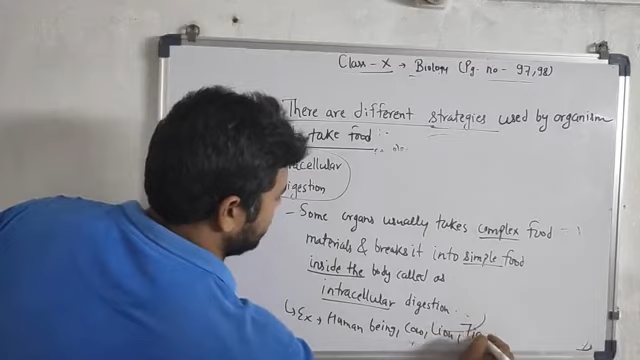 Class - X → Biology (Pg. no - 97,98)
There are different strategies used by organism
take food :-
acellular
igestion
- Some organs usually takes complex food -
materials & breaks it into simple food
inside the body called as
intracellular digestion..
Ex → Human being, Cow, Lion, Tig